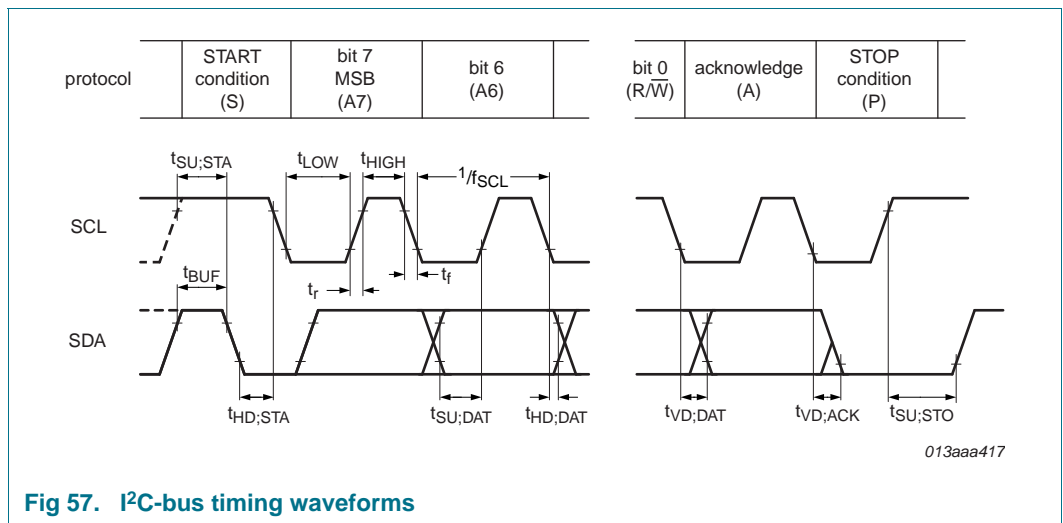 protocol
START
condition
(S)
bit 7
MSB
(A7)
bit 6
(A6)
bit 0
(R/W̅)
acknowledge
(A)
STOP
condition
(P)
tSU;STA
tLOW
tHIGH
1/fSCL
SCL
tBUF
tr
tf
SDA
tHD;STA
tSU;DAT
tHD;DAT
tVD;DAT
tVD;ACK
tSU;STO
013aaa417
Fig 57. I²C-bus timing waveforms